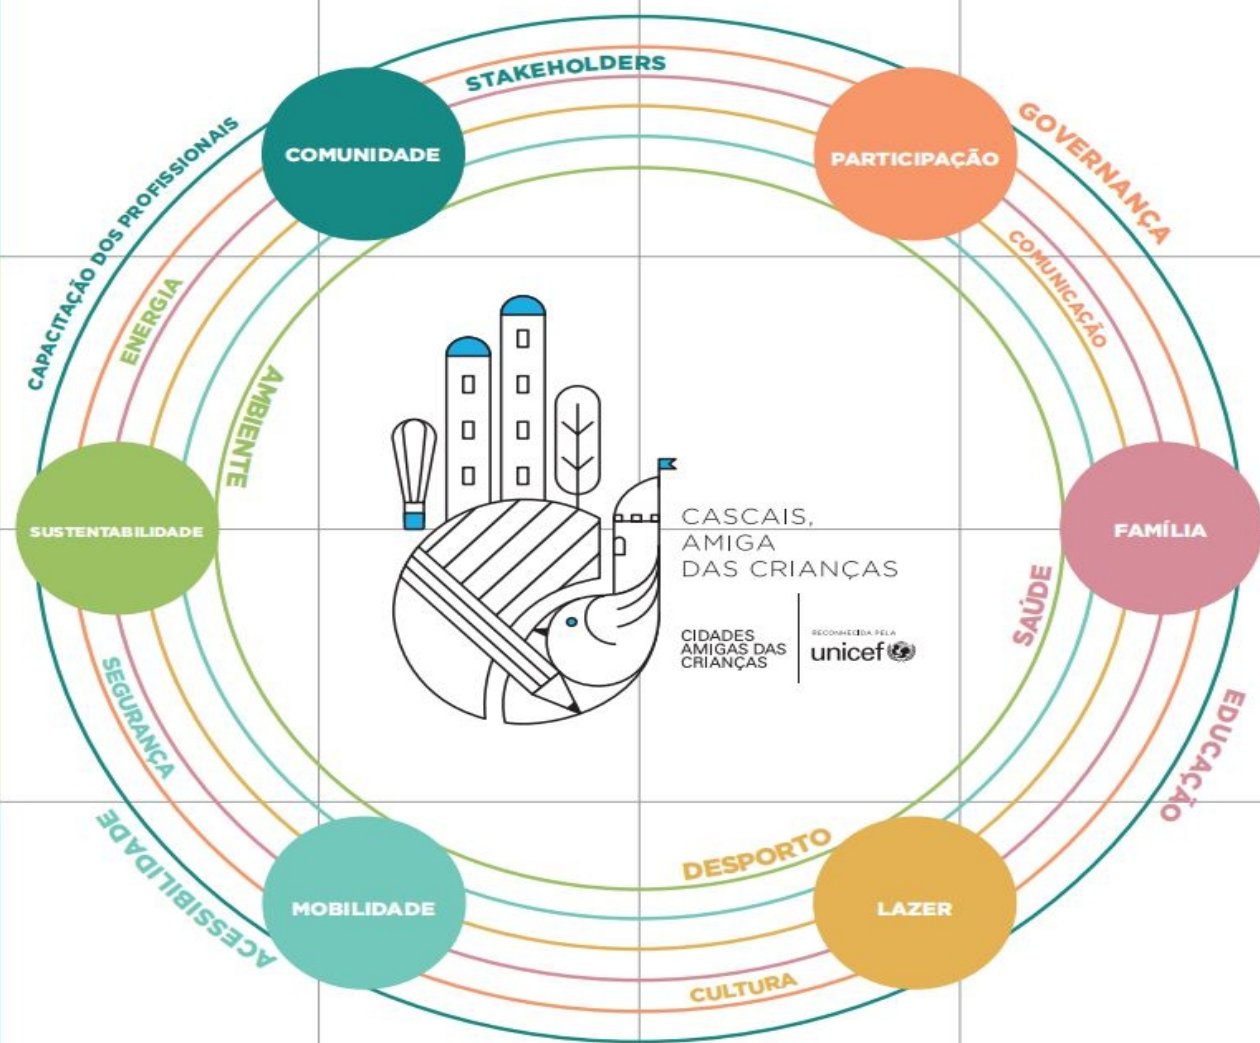 STAKEHOLDERS
COMUNIDADE
PARTICIPAÇÃO
GOVERNANÇA
CAPACITAÇÃO DOS PROFISSIONAIS
COMUNICAÇÃO
ENERGIA
AMBIENTE
SUSTENTABILIDADE
CASCAIS,
AMIGA
DAS CRIANÇAS
FAMÍLIA
CIDADES
AMIGAS DAS
CRIANÇAS
RECONHECIDA PELA
unicef
SAÚDE
SEGURANÇA
EDUCAÇÃO
ACESSIBILIDADE
DESPORTO
MOBILIDADE
LAZER
CULTURA